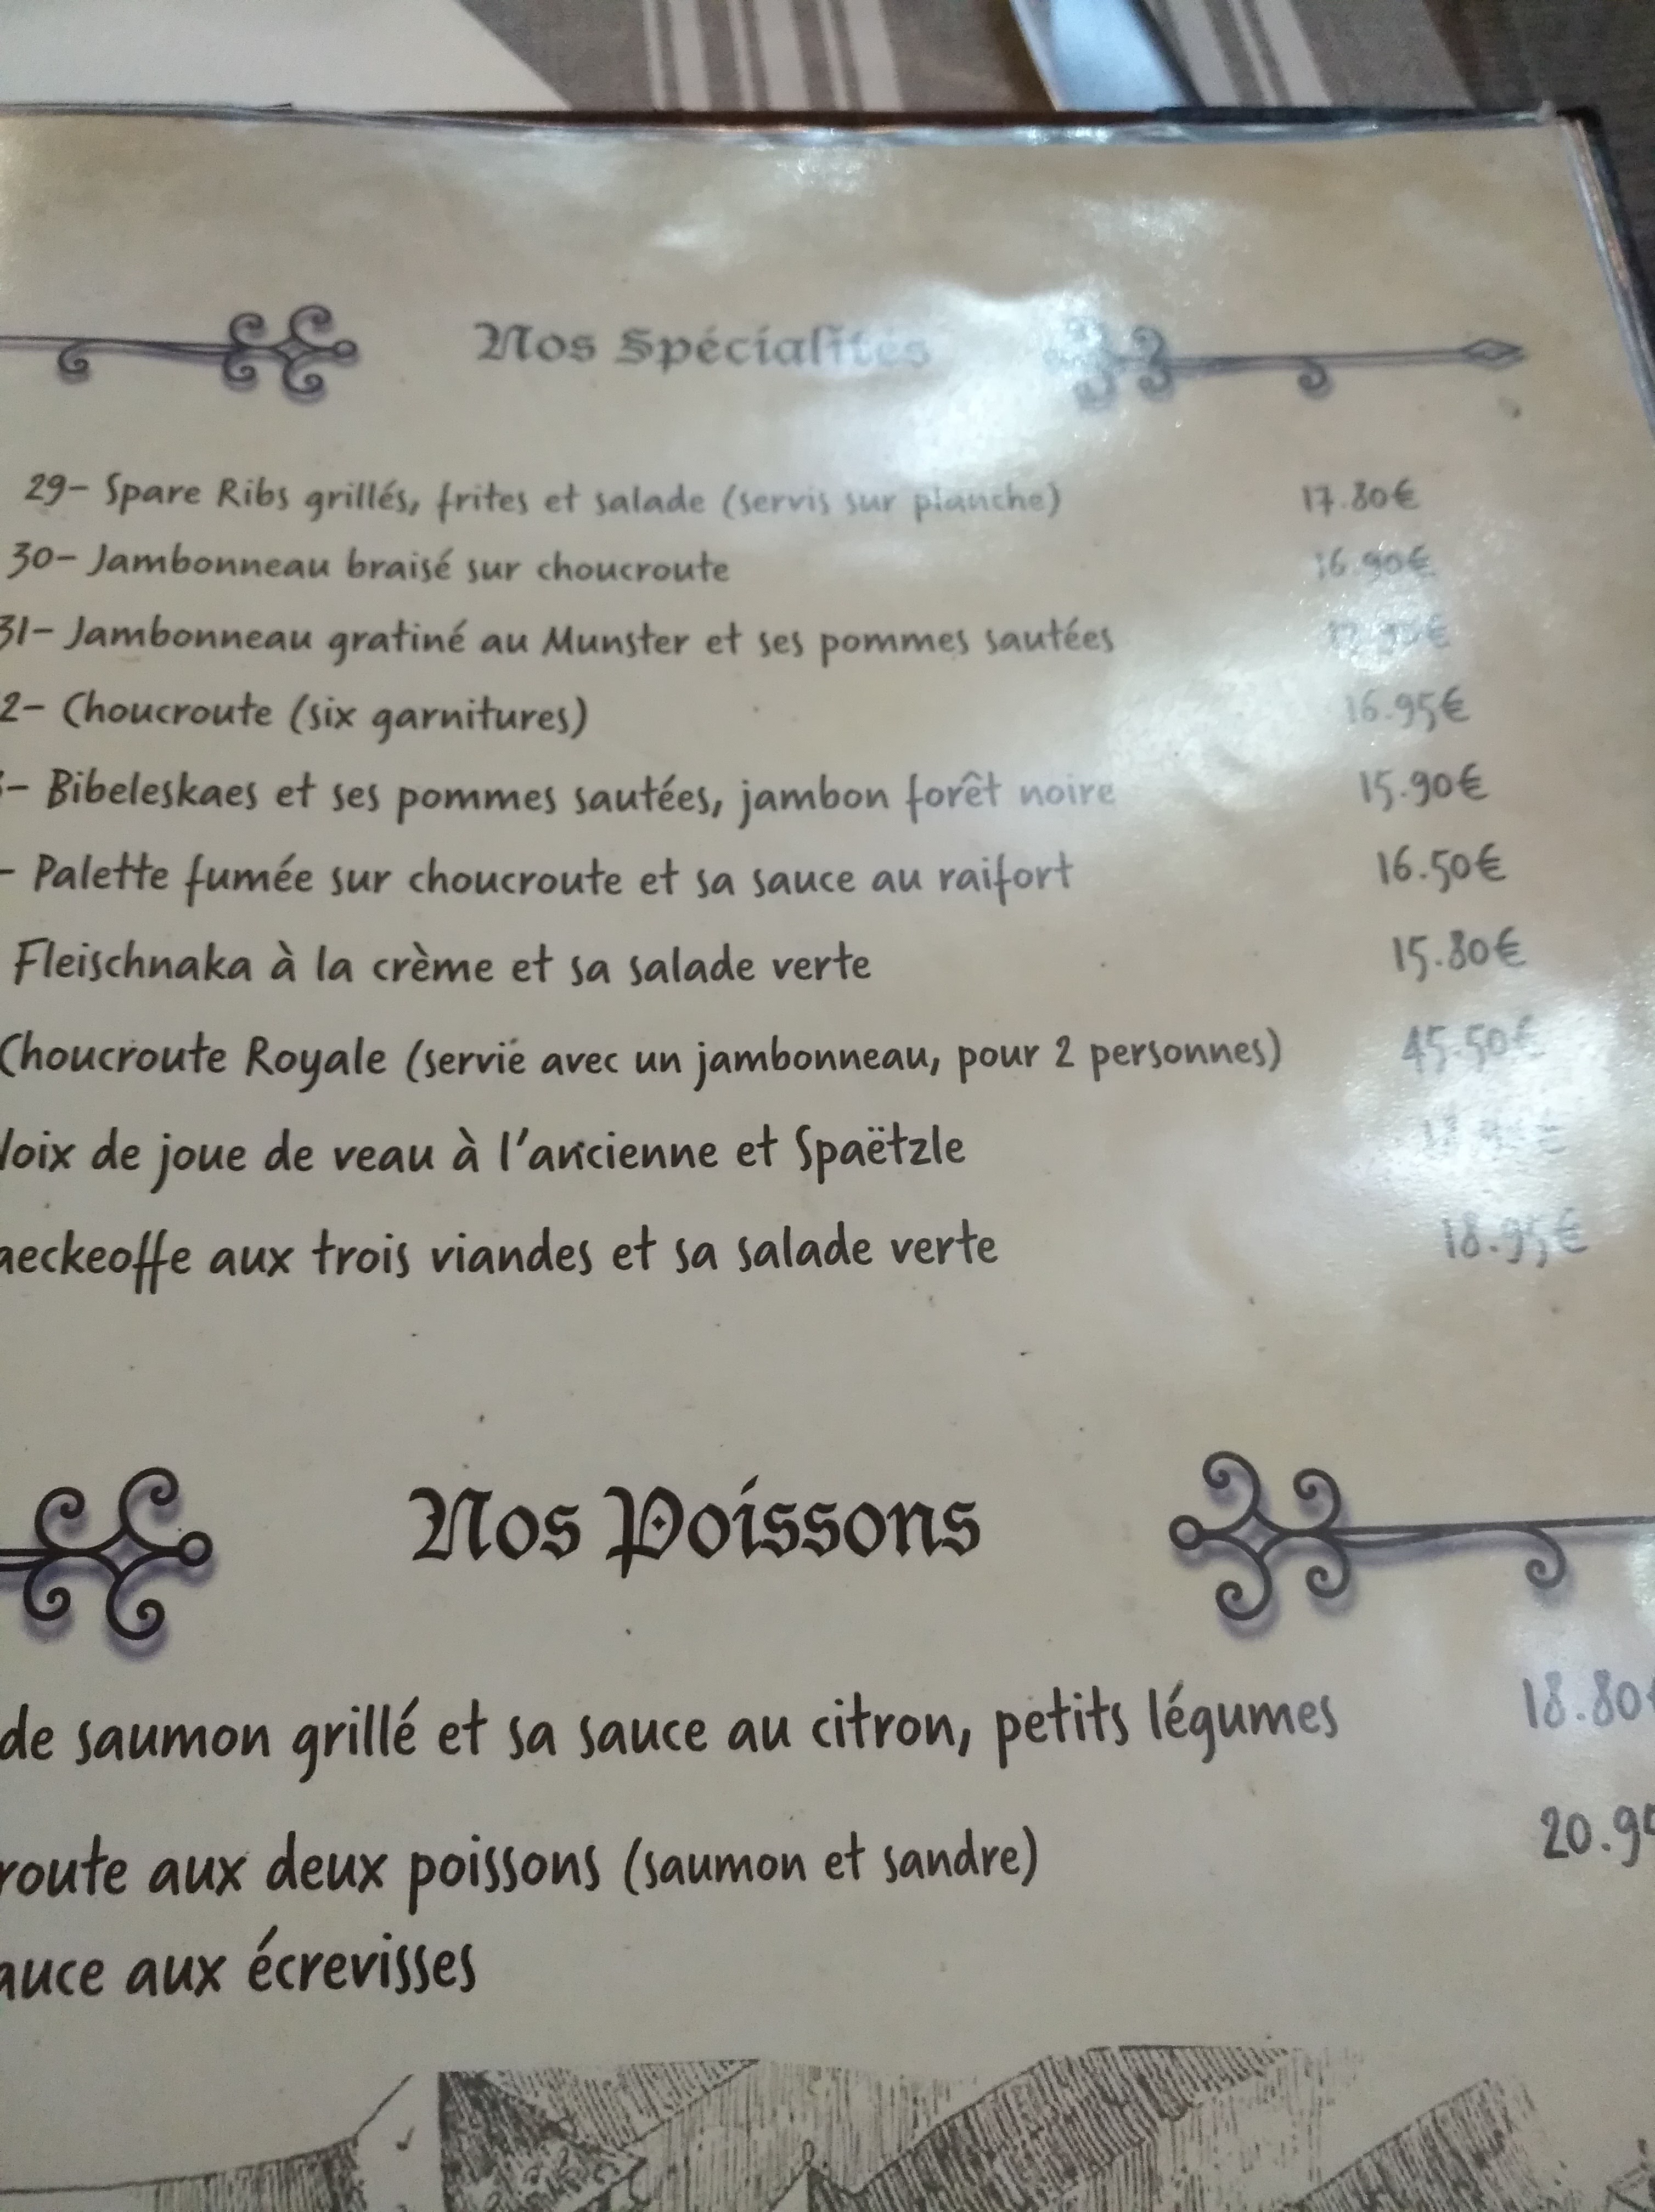 Nos Spécialités
29- Spare Ribs grillés, frites et salade (servis sur planche) 17.80€
30- Jambonneau braisé sur choucroute 16.90€
31- Jambonneau gratiné au Munster et ses pommes sautées
2- Choucroute (six garnitures) 16.95€
- Bibeleskaes et ses pommes sautées, jambon forêt noire 15.90€
- Palette fumée sur choucroute et sa sauce au raifort 16.50€
Fleischnaka à la crème et sa salade verte 15.80€
Choucroute Royale (servie avec un jambonneau, pour 2 personnes) 45.50€
oix de joue de veau à l'ancienne et Spaëtzle
aeckeoffe aux trois viandes et sa salade verte 18.95€
Nos Poissons
de saumon grillé et sa sauce au citron, petits légumes 18.80€
route aux deux poissons (saumon et sandre) 20.9
auce aux écrevisses